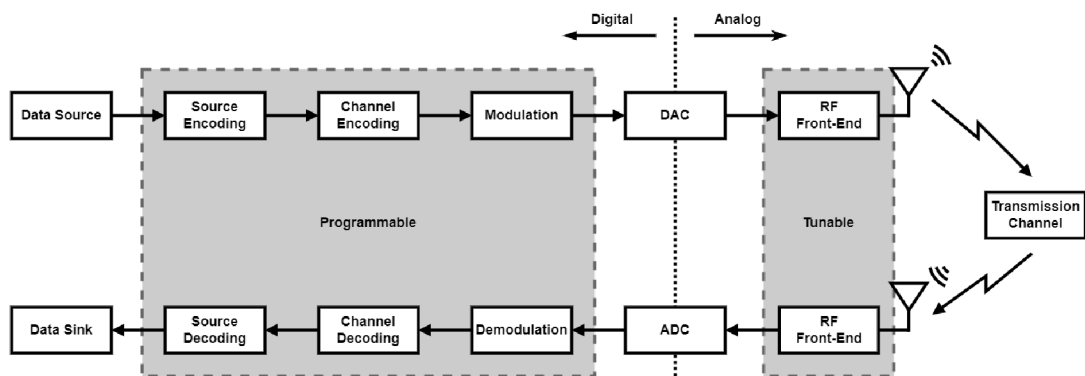 Digital
Analog
Data Source
Source
Encoding
Channel
Encoding
Modulation
DAC
RF
Front-End
Programmable
Tunable
Transmission
Channel
Data Sink
Source
Decoding
Channel
Decoding
Demodulation
ADC
RF
Front-End